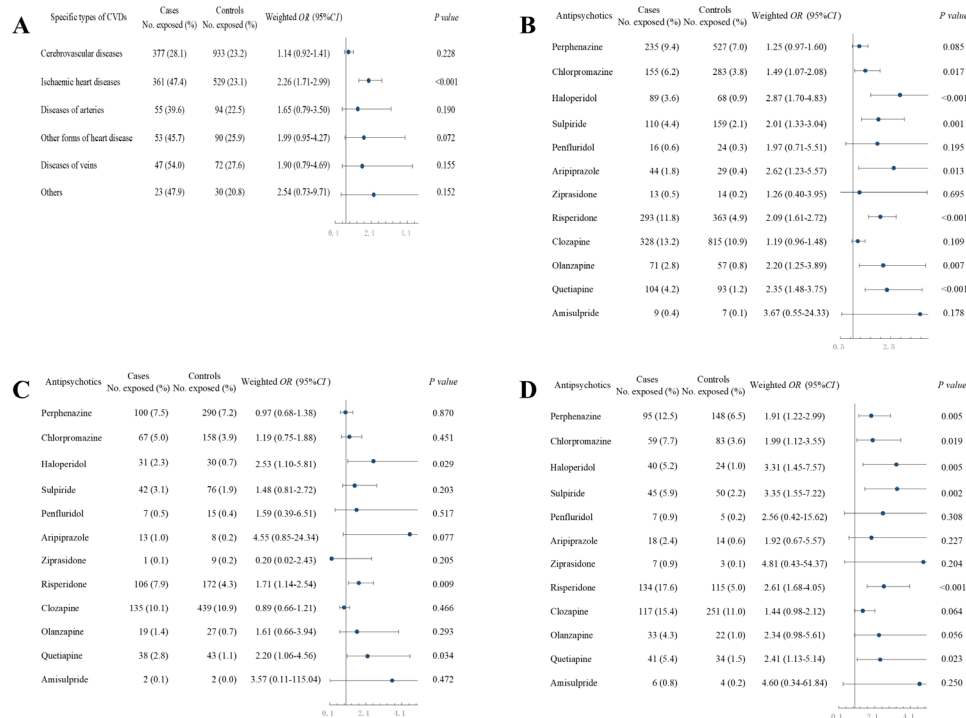 A
Specific types of CVDs Cases No. exposed (%) Controls No. exposed (%) Weighted OR (95%CI) P value
Cerebrovascular diseases 377 (28.1) 933 (23.2) 1.14 (0.92-1.41) 0.228
Ischaemic heart diseases 361 (47.4) 529 (23.1) 2.26 (1.71-2.99) <0.001
Diseases of arteries 55 (39.6) 94 (22.5) 1.65 (0.79-3.50) 0.190
Other forms of heart disease 53 (45.7) 90 (25.9) 1.99 (0.95-4.27) 0.072
Diseases of veins 47 (54.0) 72 (27.6) 1.90 (0.79-4.69) 0.155
Others 23 (47.9) 30 (20.8) 2.54 (0.73-9.71) 0.152
0.4 2.4 4.4
B
Antipsychotics Cases No. exposed (%) Controls No. exposed (%) Weighted OR (95%CI) P value
Perphenazine 235 (9.4) 527 (7.0) 1.25 (0.97-1.60) 0.085
Chlorpromazine 155 (6.2) 283 (3.8) 1.49 (1.07-2.08) 0.017
Haloperidol 89 (3.6) 68 (0.9) 2.87 (1.70-4.83) <0.001
Sulpiride 110 (4.4) 159 (2.1) 2.01 (1.33-3.04) 0.001
Penfluridol 16 (0.6) 24 (0.3) 1.97 (0.71-5.51) 0.195
Aripiprazole 44 (1.8) 29 (0.4) 2.62 (1.23-5.57) 0.013
Ziprasidone 13 (0.5) 14 (0.2) 1.26 (0.40-3.95) 0.695
Risperidone 293 (11.8) 363 (4.9) 2.09 (1.61-2.72) <0.001
Clozapine 328 (13.2) 815 (10.9) 1.19 (0.96-1.48) 0.109
Olanzapine 71 (2.8) 57 (0.8) 2.20 (1.25-3.89) 0.007
Quetiapine 104 (4.2) 93 (1.2) 2.35 (1.48-3.75) <0.001
Amisulpride 9 (0.4) 7 (0.1) 3.67 (0.55-24.33) 0.178
0.5 2.5
C
Antipsychotics Cases No. exposed (%) Controls No. exposed (%) Weighted OR (95%CI) P value
Perphenazine 100 (7.5) 290 (7.2) 0.97 (0.68-1.38) 0.870
Chlorpromazine 67 (5.0) 158 (3.9) 1.19 (0.75-1.88) 0.451
Haloperidol 31 (2.3) 30 (0.7) 2.53 (1.10-5.81) 0.029
Sulpiride 42 (3.1) 76 (1.9) 1.48 (0.81-2.72) 0.203
Penfluridol 7 (0.5) 15 (0.4) 1.59 (0.39-6.51) 0.517
Aripiprazole 13 (1.0) 8 (0.2) 4.55 (0.85-24.34) 0.077
Ziprasidone 1 (0.1) 9 (0.2) 0.20 (0.02-2.43) 0.205
Risperidone 106 (7.9) 172 (4.3) 1.71 (1.14-2.54) 0.009
Clozapine 135 (10.1) 439 (10.9) 0.89 (0.66-1.21) 0.466
Olanzapine 19 (1.4) 27 (0.7) 1.61 (0.66-3.94) 0.293
Quetiapine 38 (2.8) 43 (1.1) 2.20 (1.06-4.56) 0.034
Amisulpride 2 (0.1) 2 (0.0) 3.57 (0.11-115.04) 0.472
0.1 2.1 4.1
D
Antipsychotics Cases No. exposed (%) Controls No. exposed (%) Weighted OR (95%CI) P value
Perphenazine 95 (12.5) 148 (6.5) 1.91 (1.22-2.99) 0.005
Chlorpromazine 59 (7.7) 83 (3.6) 1.99 (1.12-3.55) 0.019
Haloperidol 40 (5.2) 24 (1.0) 3.31 (1.45-7.57) 0.005
Sulpiride 45 (5.9) 50 (2.2) 3.35 (1.55-7.22) 0.002
Penfluridol 7 (0.9) 5 (0.2) 2.56 (0.42-15.62) 0.308
Aripiprazole 18 (2.4) 14 (0.6) 1.92 (0.67-5.57) 0.227
Ziprasidone 7 (0.9) 3 (0.1) 4.81 (0.43-54.37) 0.204
Risperidone 134 (17.6) 115 (5.0) 2.61 (1.68-4.05) <0.001
Clozapine 117 (15.4) 251 (11.0) 1.44 (0.98-2.12) 0.064
Olanzapine 33 (4.3) 22 (1.0) 2.34 (0.98-5.61) 0.056
Quetiapine 41 (5.4) 34 (1.5) 2.41 (1.13-5.14) 0.023
Amisulpride 6 (0.8) 4 (0.2) 4.60 (0.34-61.84) 0.250
0.1 2.1 4.1